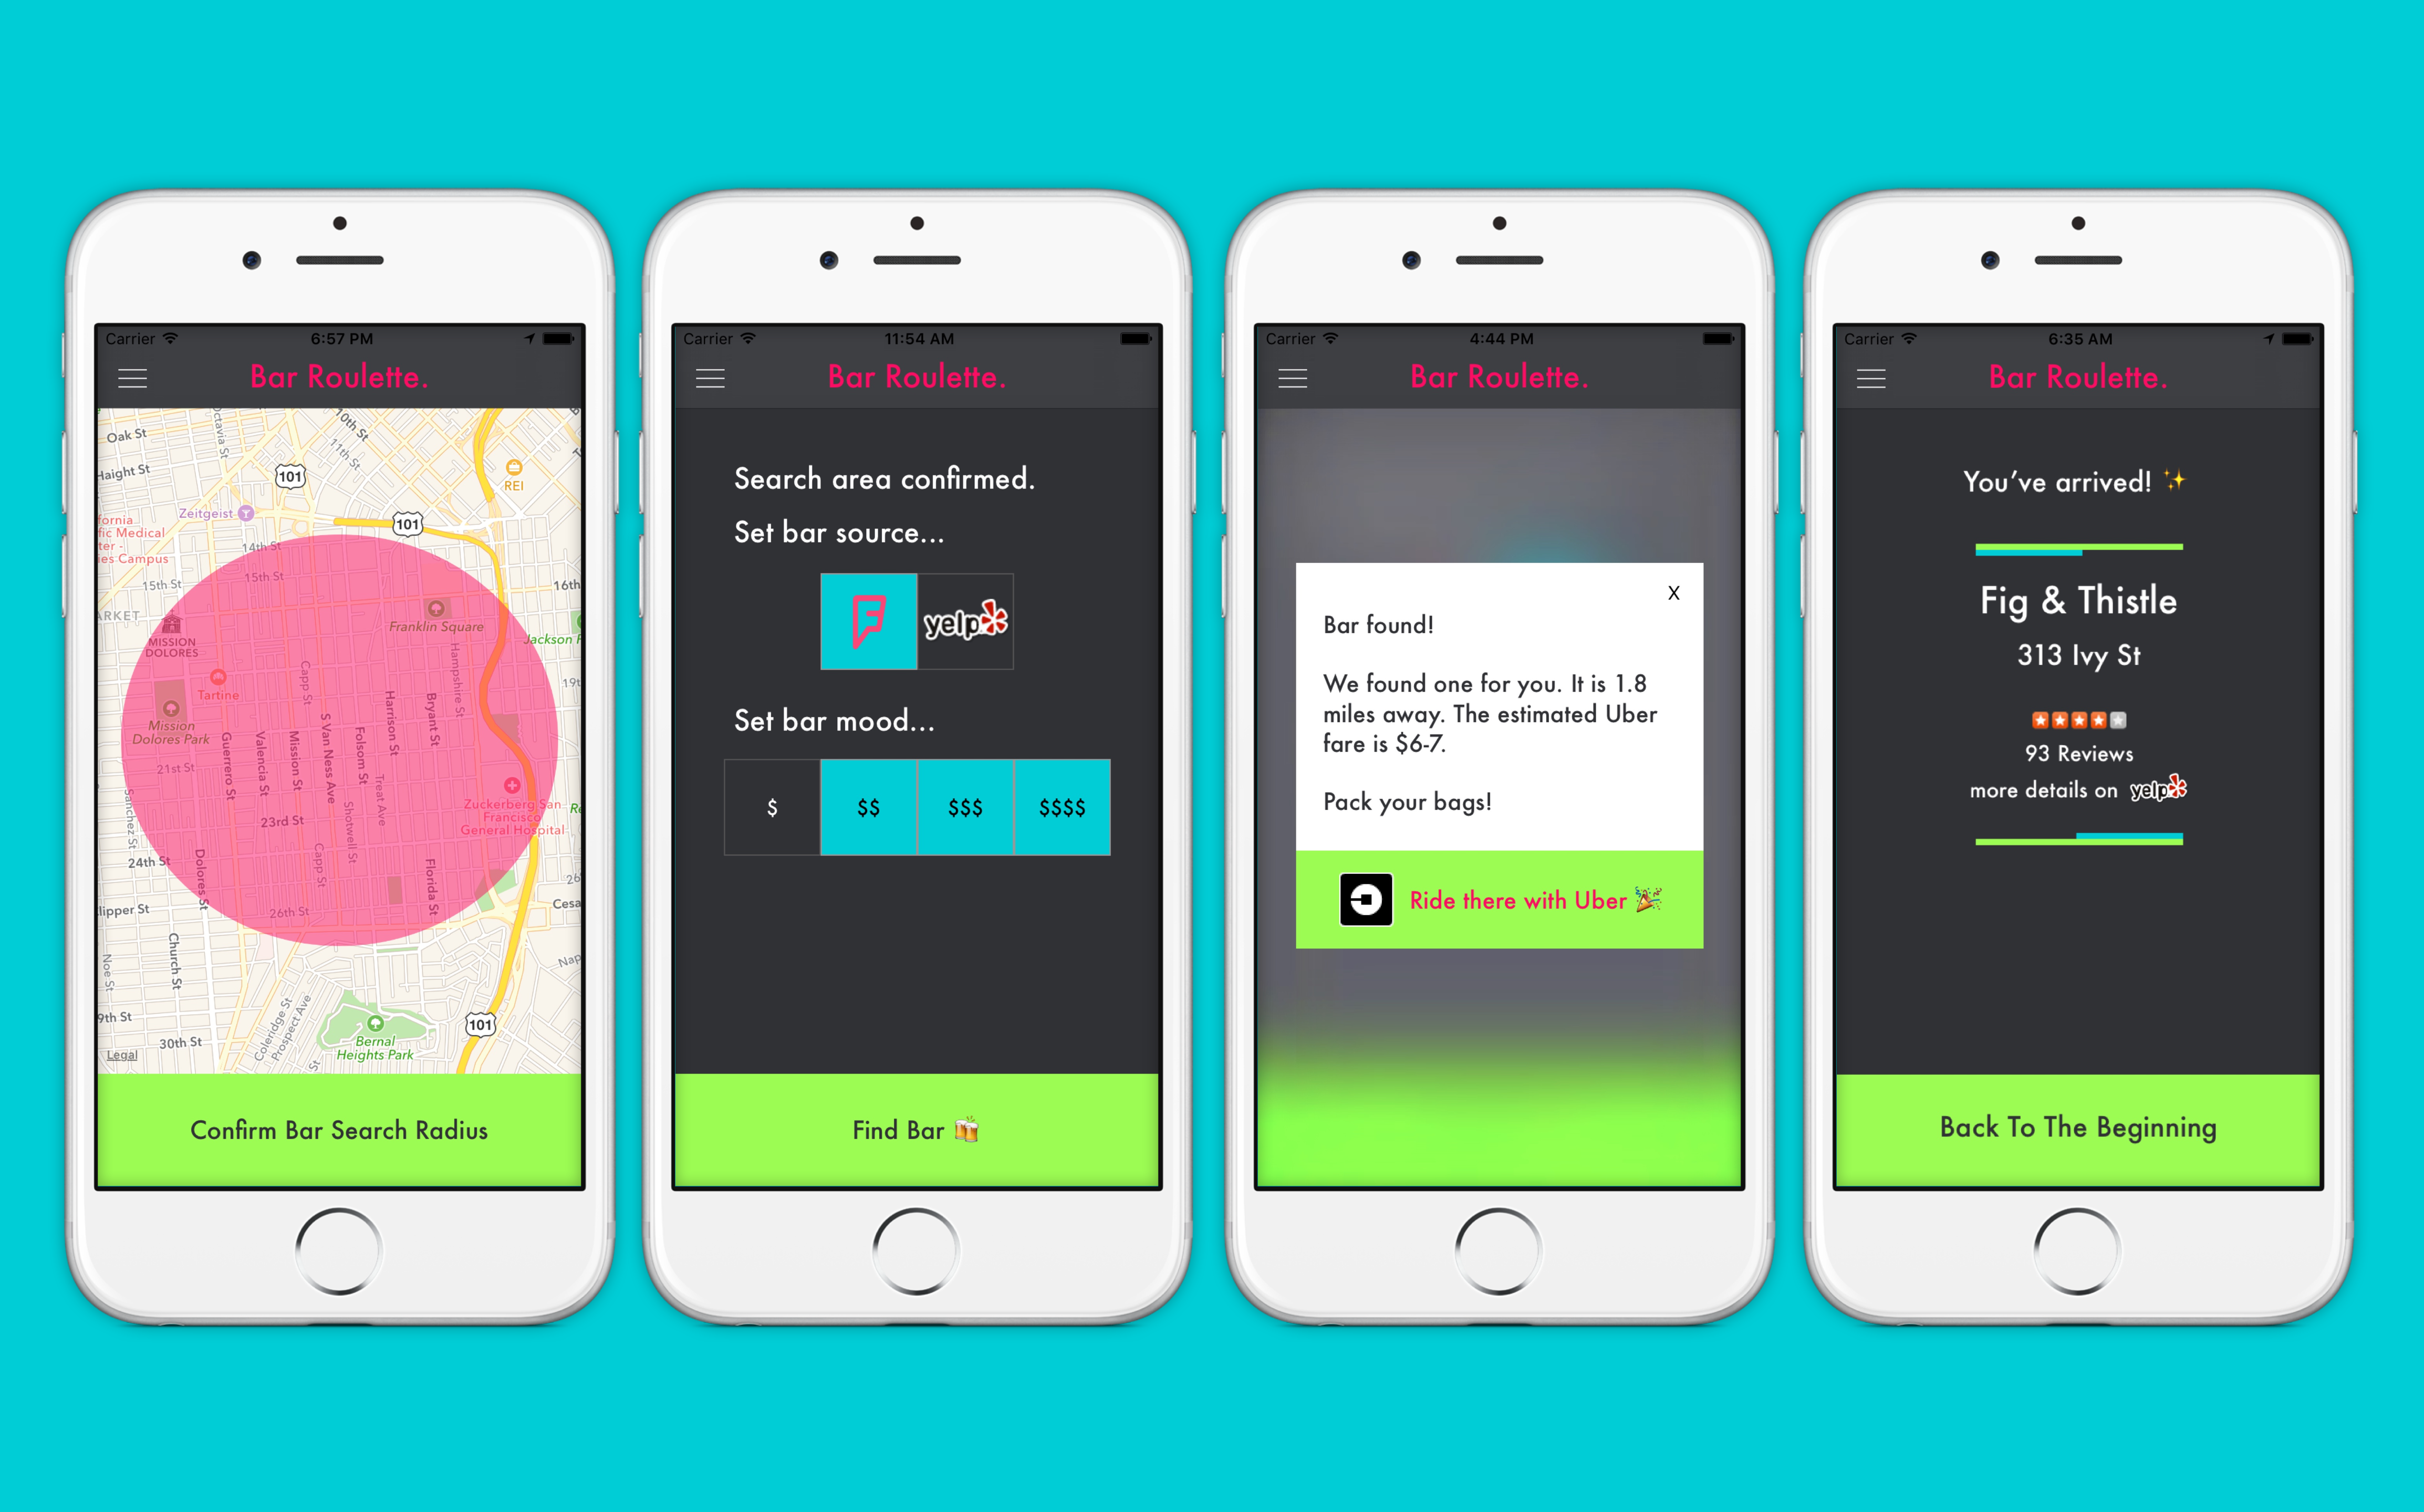 Carrier 6:57 PM
Bar Roulette.
Oak St
Octavia St
10th St
11th St
Haight St
101
REI
Zeitgeist
101
fornia
fic Medical
ter -
ies Campus
14th St
15th St
15th St
16th
ARKET
MISSION
DOLORES
Franklin Square
Jackson P
Hampshire St
Capp St
Tartine
19t
Mission
Dolores Park
Guerrero St
Valencia St
Mission St
S Van Ness Ave
Folsom St
Harrison St
Bryant St
21st St
Treat Ave
Sanchez St
Shotwell St
Zuckerberg San
Francisco
General Hospital
Re
23rd St
24th St
Dolores St
Capp St
Florida St
26
lipper St
26th St
Cesa
Church St
Noe St
Nap
9th St
Coleridge St
Prospect Ave
101
30th St
Bernal
Heights Park
Legal
St
Confirm Bar Search Radius
Carrier 11:54 AM
Bar Roulette.
Search area confirmed.
Set bar source...
yelp
Set bar mood...
$ $$ $$$ $$$$
Find Bar
Carrier 4:44 PM
Bar Roulette.
X
Bar found!
We found one for you. It is 1.8
miles away. The estimated Uber
fare is $6-7.
Pack your bags!
Ride there with Uber
Carrier 6:35 AM
Bar Roulette.
You’ve arrived!
Fig & Thistle
313 Ivy St
93 Reviews
more details on yelp
Back To The Beginning